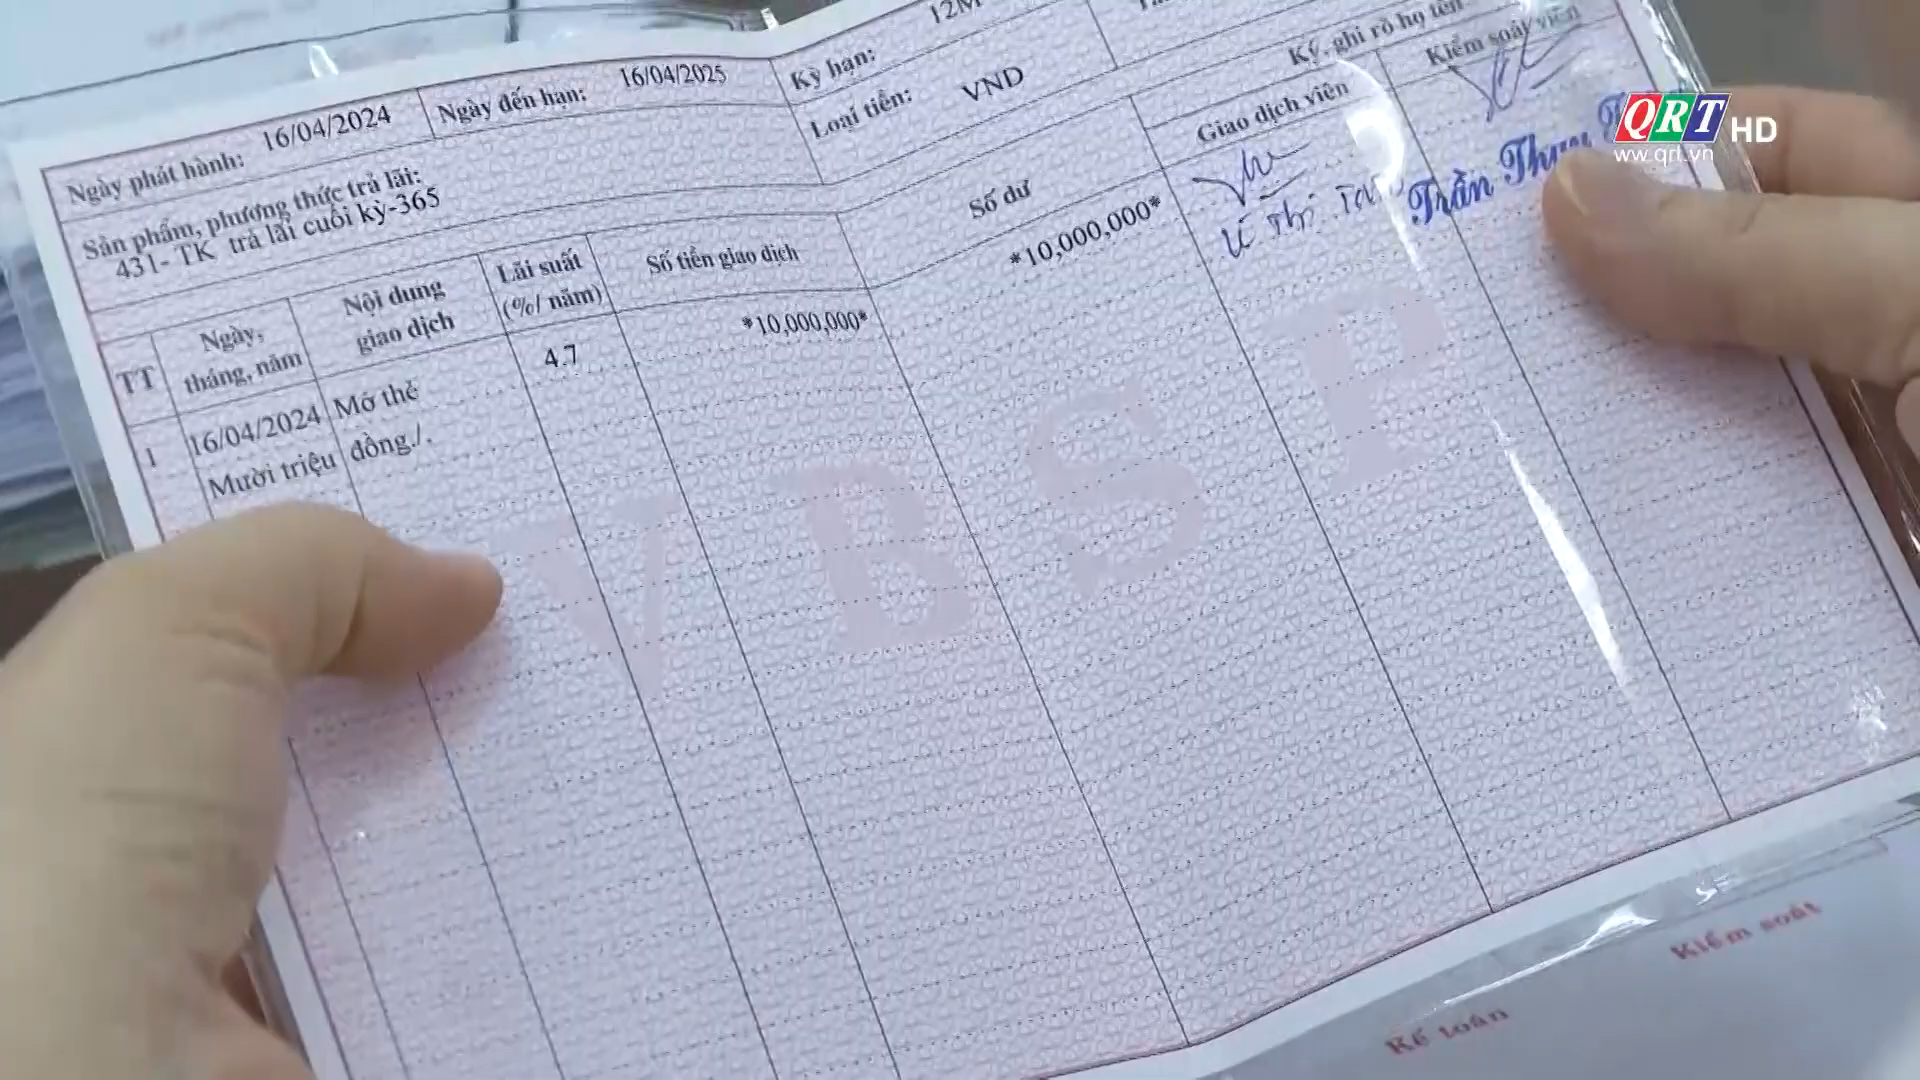 Ngày phát hành: 16/04/2024 Ngày đến hạn: 16/04/2025 Kỳ hạn: 12M
Loại tiền: VND
Sản phẩm, phương thức trả lãi:
431- TK trả lãi cuối kỳ-365
Ký, ghi rõ họ tên
TT
Ngày,
tháng, năm
Nội dung
giao dịch
Lãi suất
(%/ năm)
Số tiền giao dịch
Số dư
Giao dịch viên
Kiểm soát viên
1 16/04/2024 Mở thẻ 4.7 *10,000,000* *10,000,000*
Mười triệu đồng./.
Thị
Trần
VBSP
Kế toán
Kiểm soát
QRT HD
ww.qrt.vn